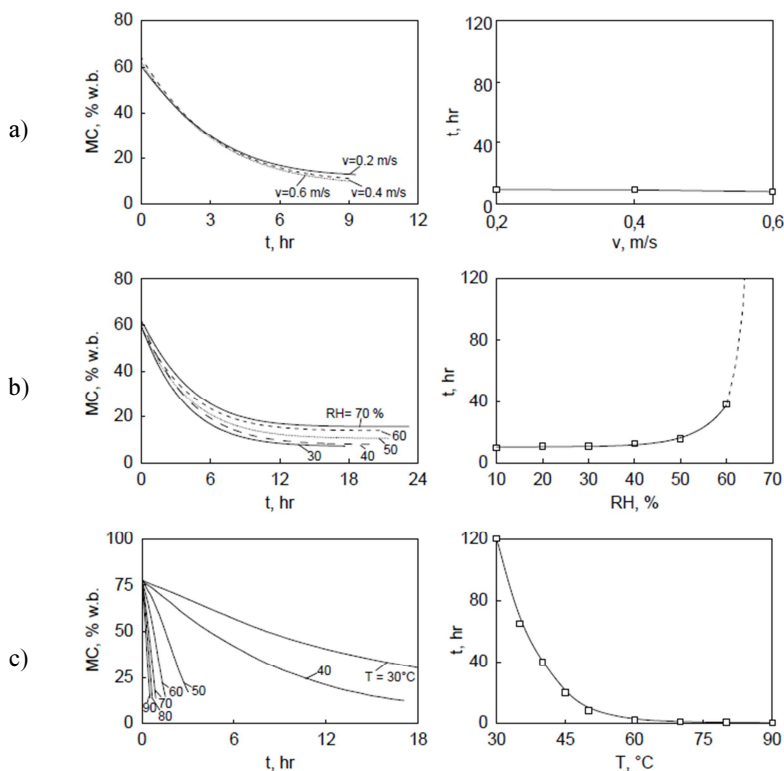 a)
MC, % w.b.
80
60
40
20
0
0 3 6 9 12
t, hr
v=0.2 m/s
v=0.6 m/s
v=0.4 m/s
t, hr
120
80
40
0
0,2 0,4 0,6
v, m/s
b)
MC, % w.b.
80
60
40
20
0
0 6 12 18 24
t, hr
RH= 70 %
60
50
30 40
t, hr
120
80
40
0
10 20 30 40 50 60 70
RH, %
c)
MC, % w.b.
100
75
50
25
0
0 6 12 18
t, hr
T = 30°C
40
60 50
90 70
80
t, hr
120
80
40
0
30 45 60 75 90
T, °C